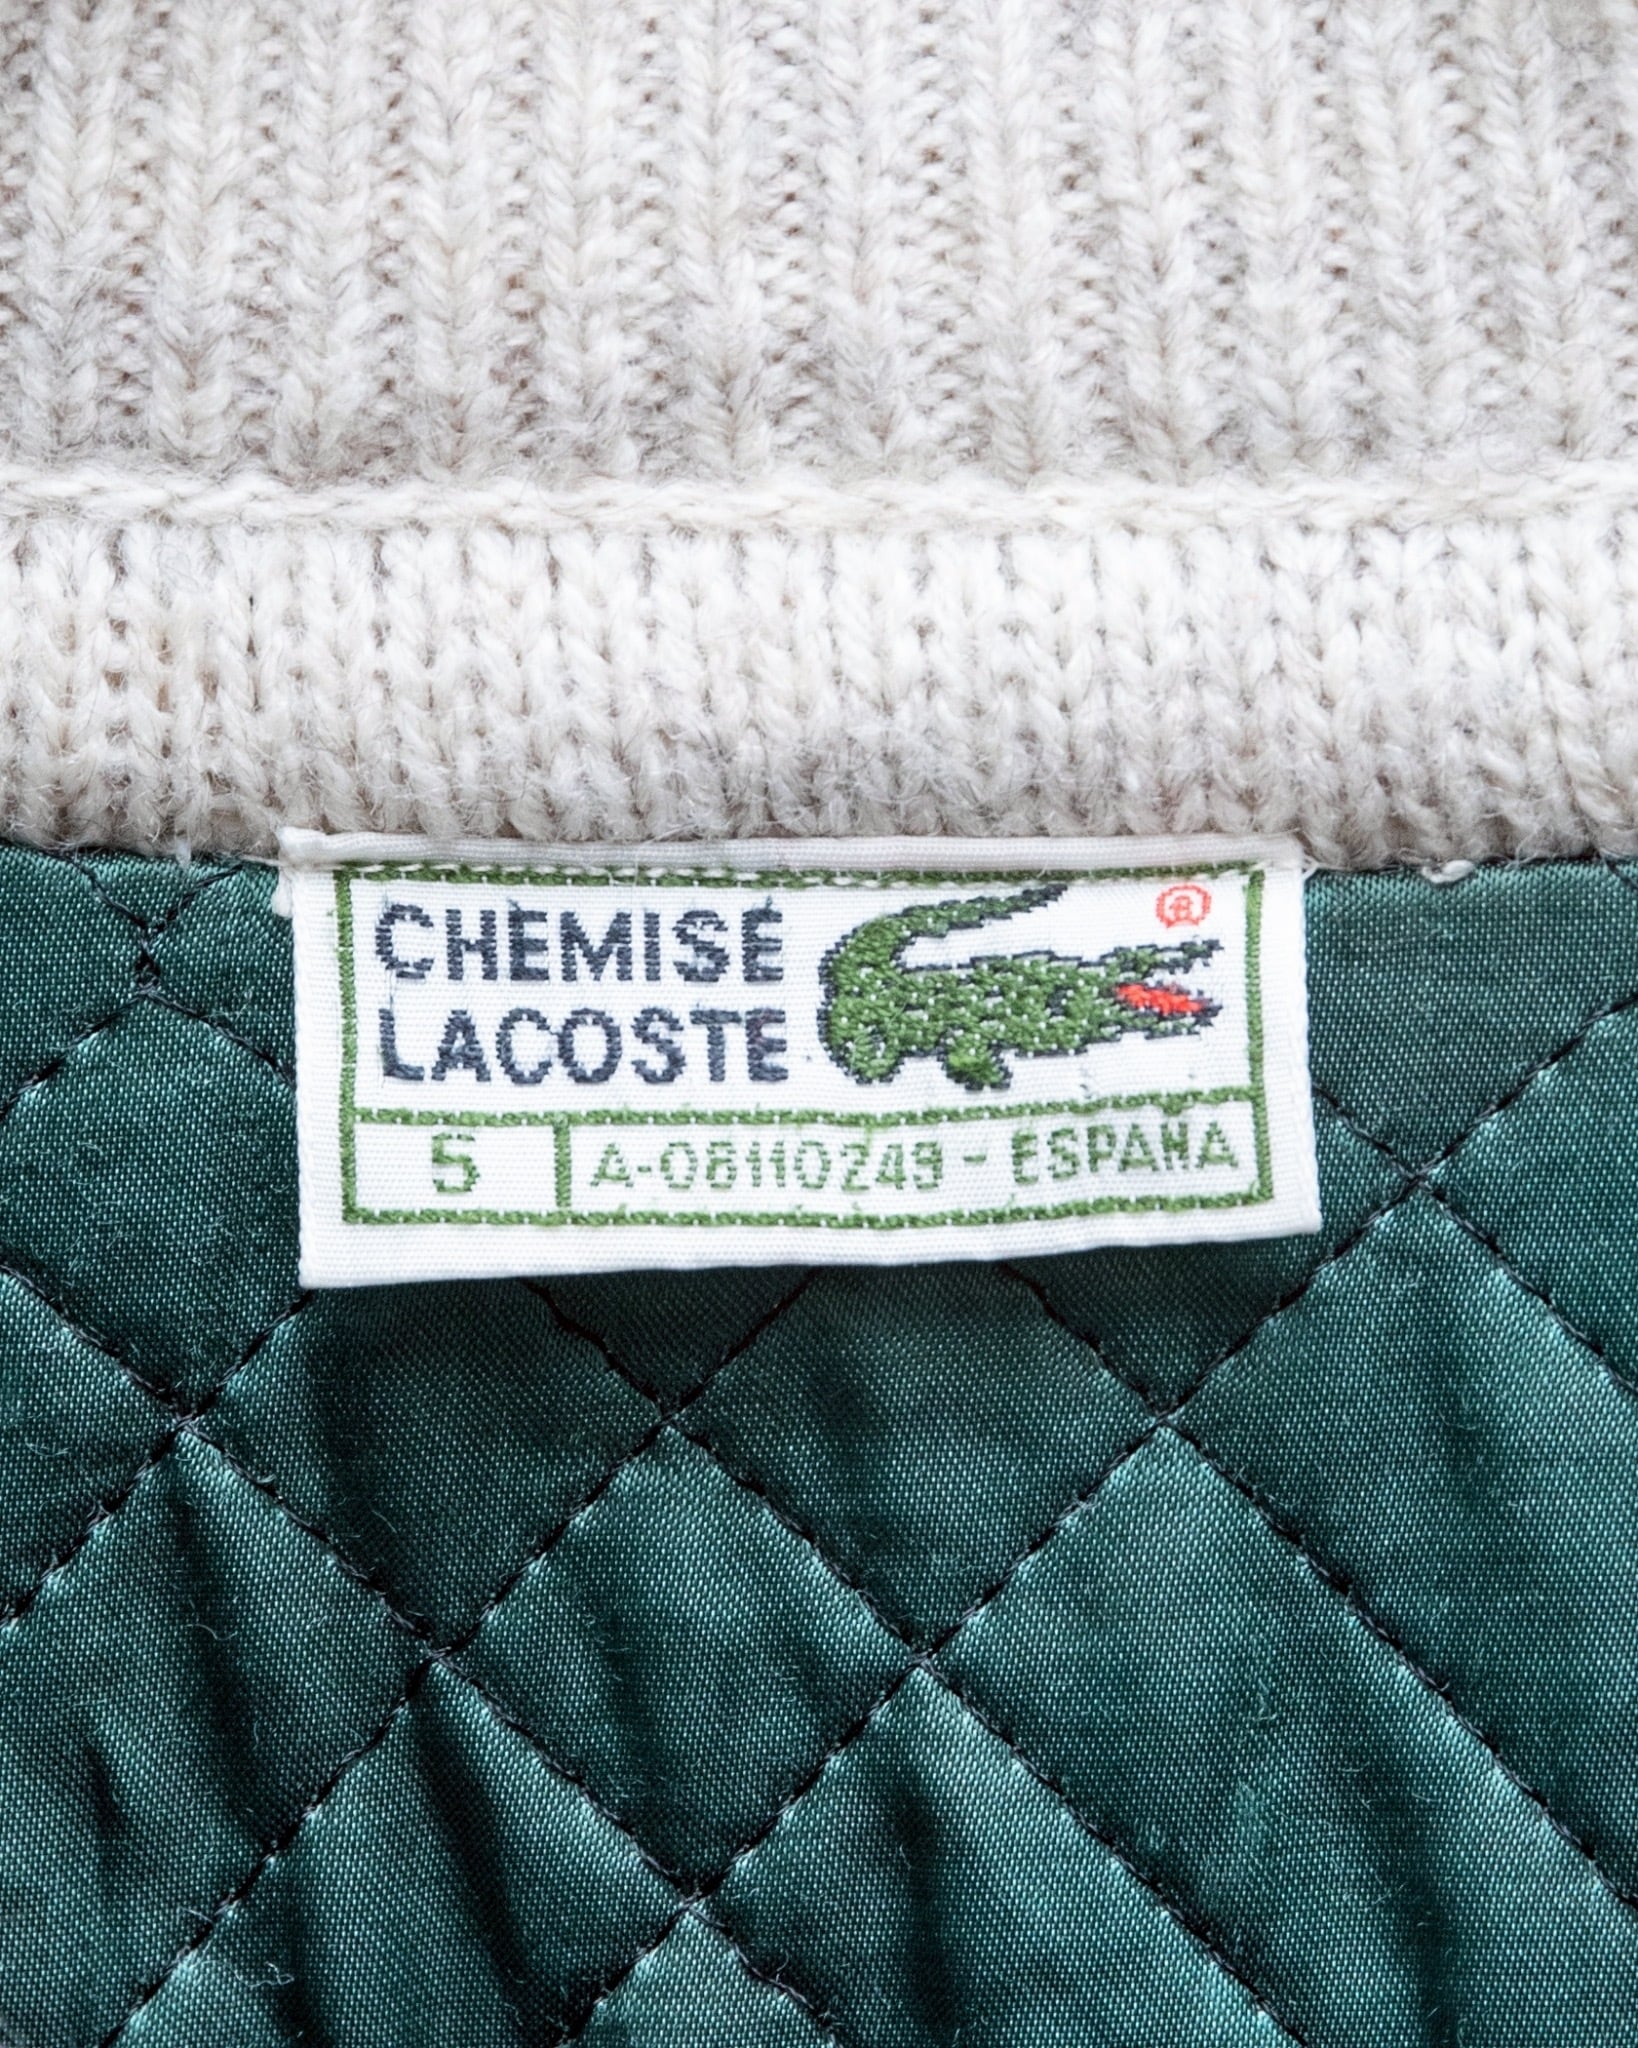 CHEMISE
®
LACOSTE
5
A-08110249 - ESPAÑA